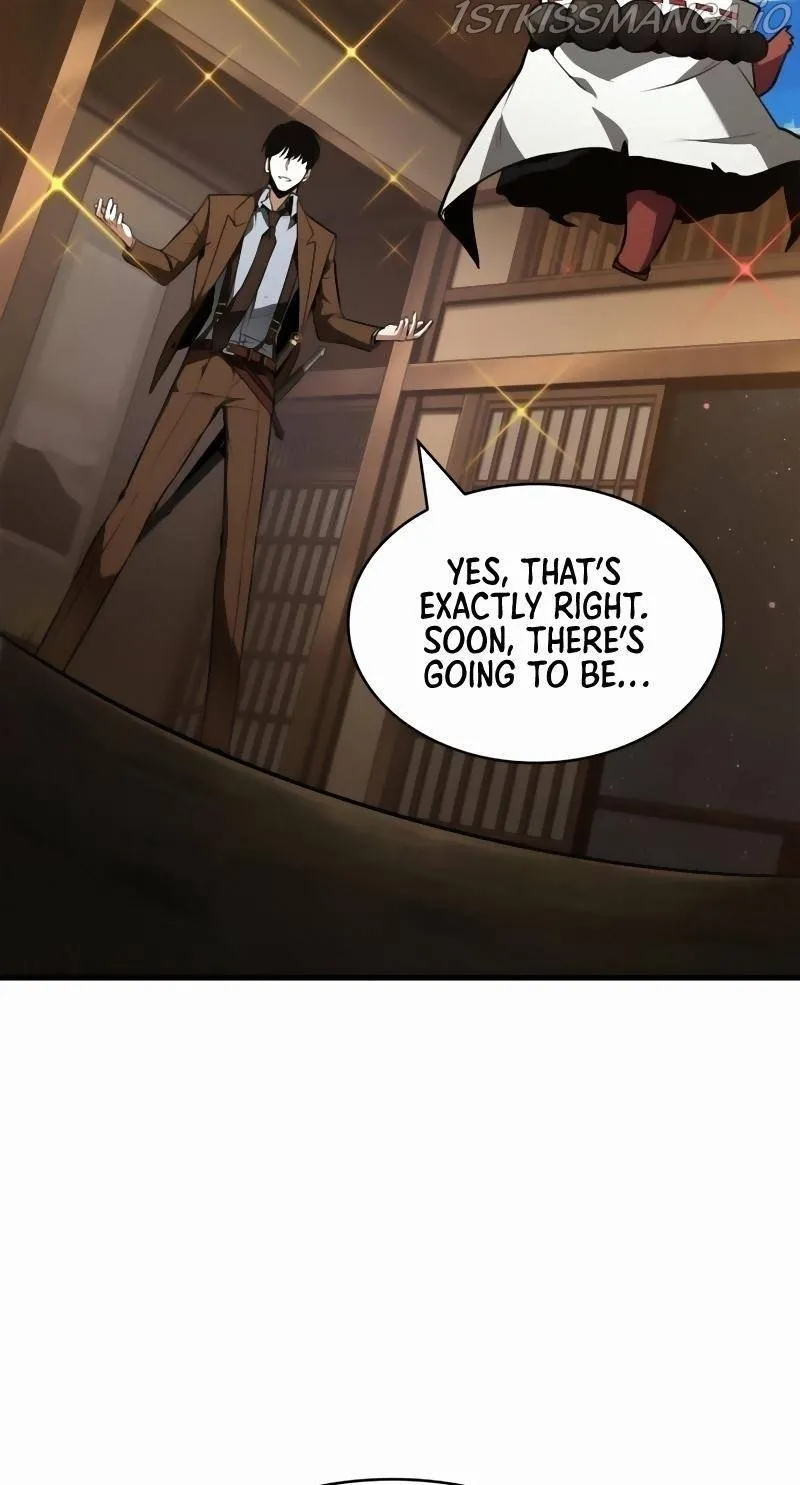 1STKISSMANGA.IO
YES, THAT'S
EXACTLY RIGHT.
SOON, THERE'S
GOING TO BE...